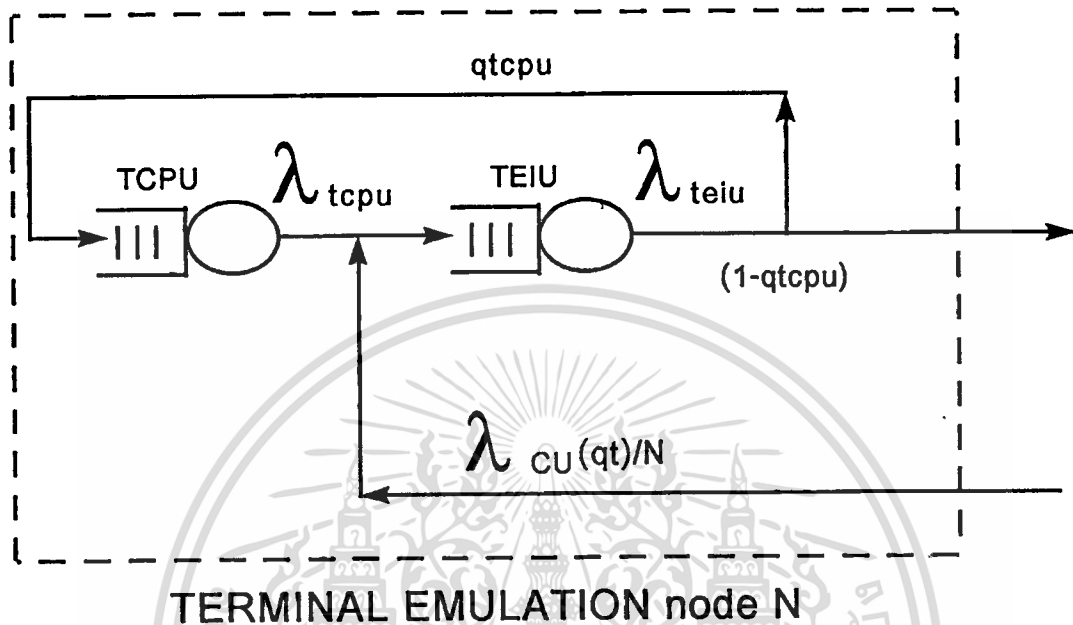 qtcpu
TCPU
λ tcpu
TEIU
λ teiu
(1-qtcpu)
λ CU(qt)/N
TERMINAL EMULATION node N